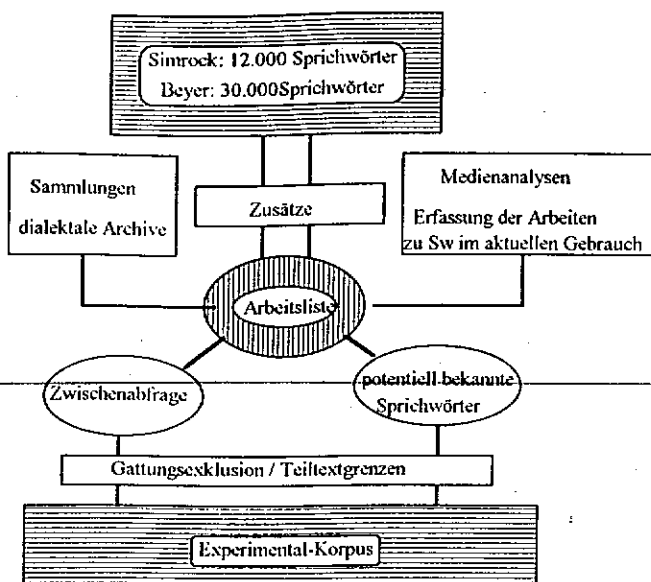 Simrock: 12.000 Sprichwörter
Beyer: 30.000Sprichwörter
Sammlungen
dialektale Archive
Zusätze
Medienanalysen
Erfassung der Arbeiten
zu Sw im aktuellen Gebrauch
Arbeitsliste
Zwischenabfrage
potentiell bekannte
Sprichwörter
Gattungsexklusion / Teiltextgrenzen
Experimental-Korpus